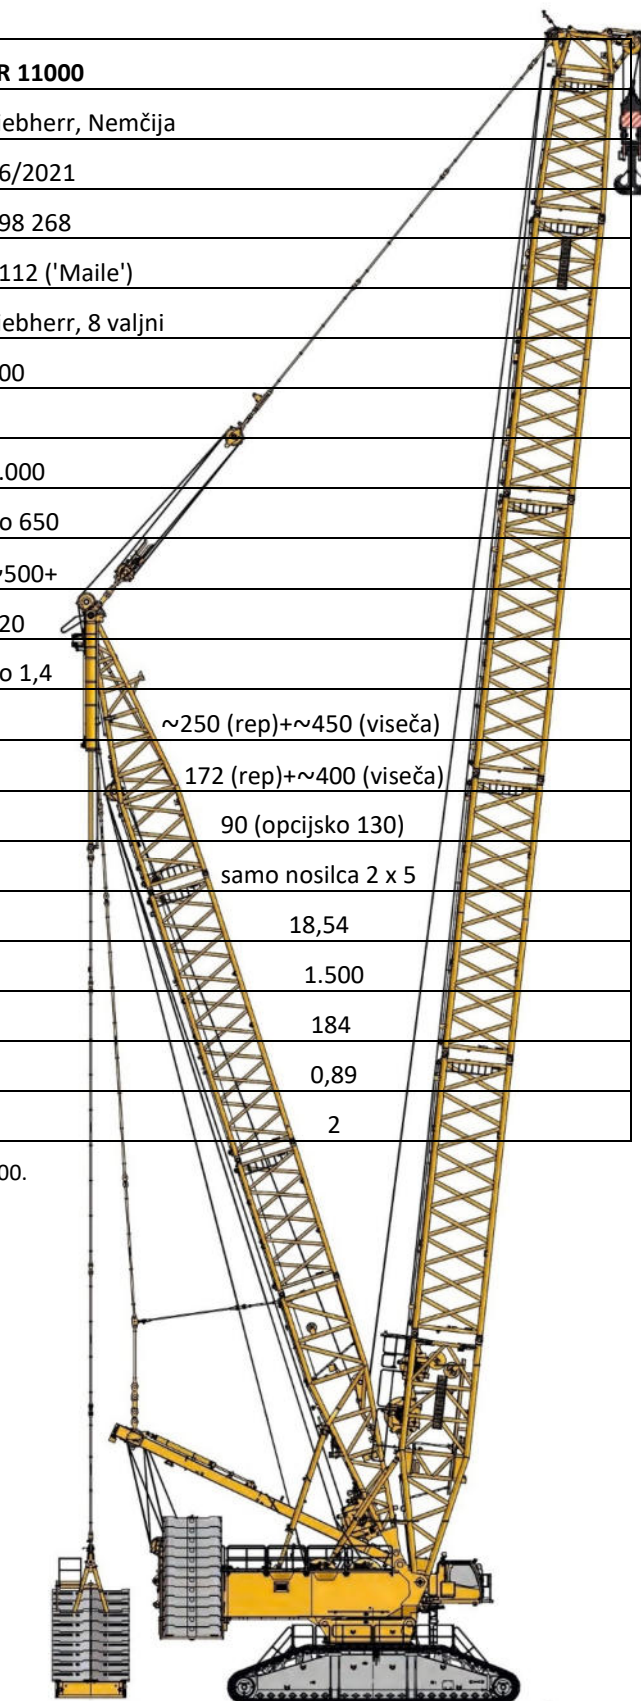 R 11000
ebherr, Nemčija
6/2021
98 268
112 ('Maile')
ebherr, 8 valjni
00
.000
o 650
500+
20
o 1,4
~250 (rep)+~450 (viseča)
172 (rep)+~400 (viseča)
90 (opcijsko 130)
samo nosilca 2 x 5
18,54
1.500
184
0,89
2
00.